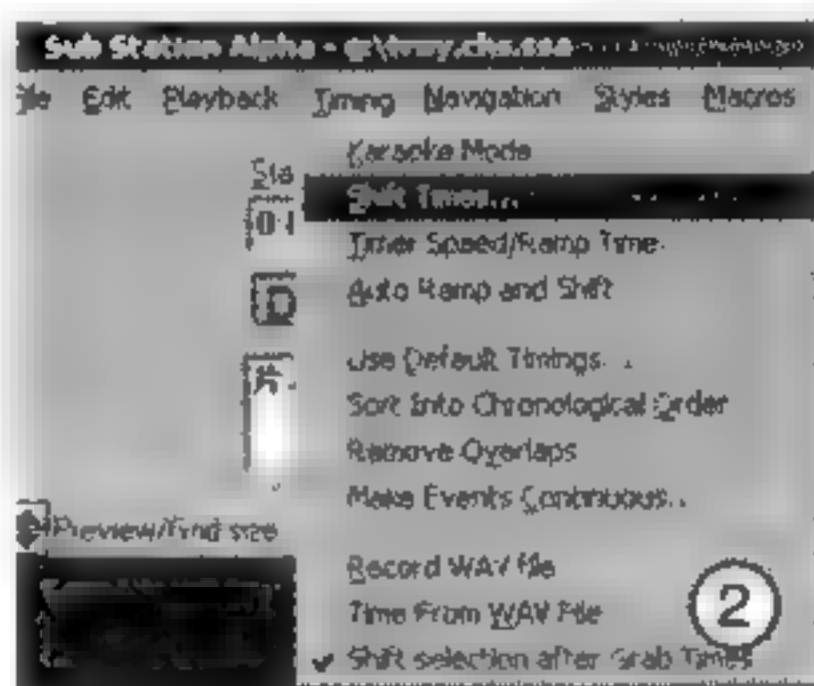 Sub Station Alpha -
File Edit Playback Timing Navigation Styles Macros
Karaoke Mode
Sta
Shift Times...
Timer Speed/Ramp Time
Auto Ramp and Shift
Use Default Timings...
Sort Into Chronological Order
Remove Overlaps
Make Events Continuous...
Preview/Grid size
Record WAV file
Time From WAV File
2
Shift selection after Grab Times